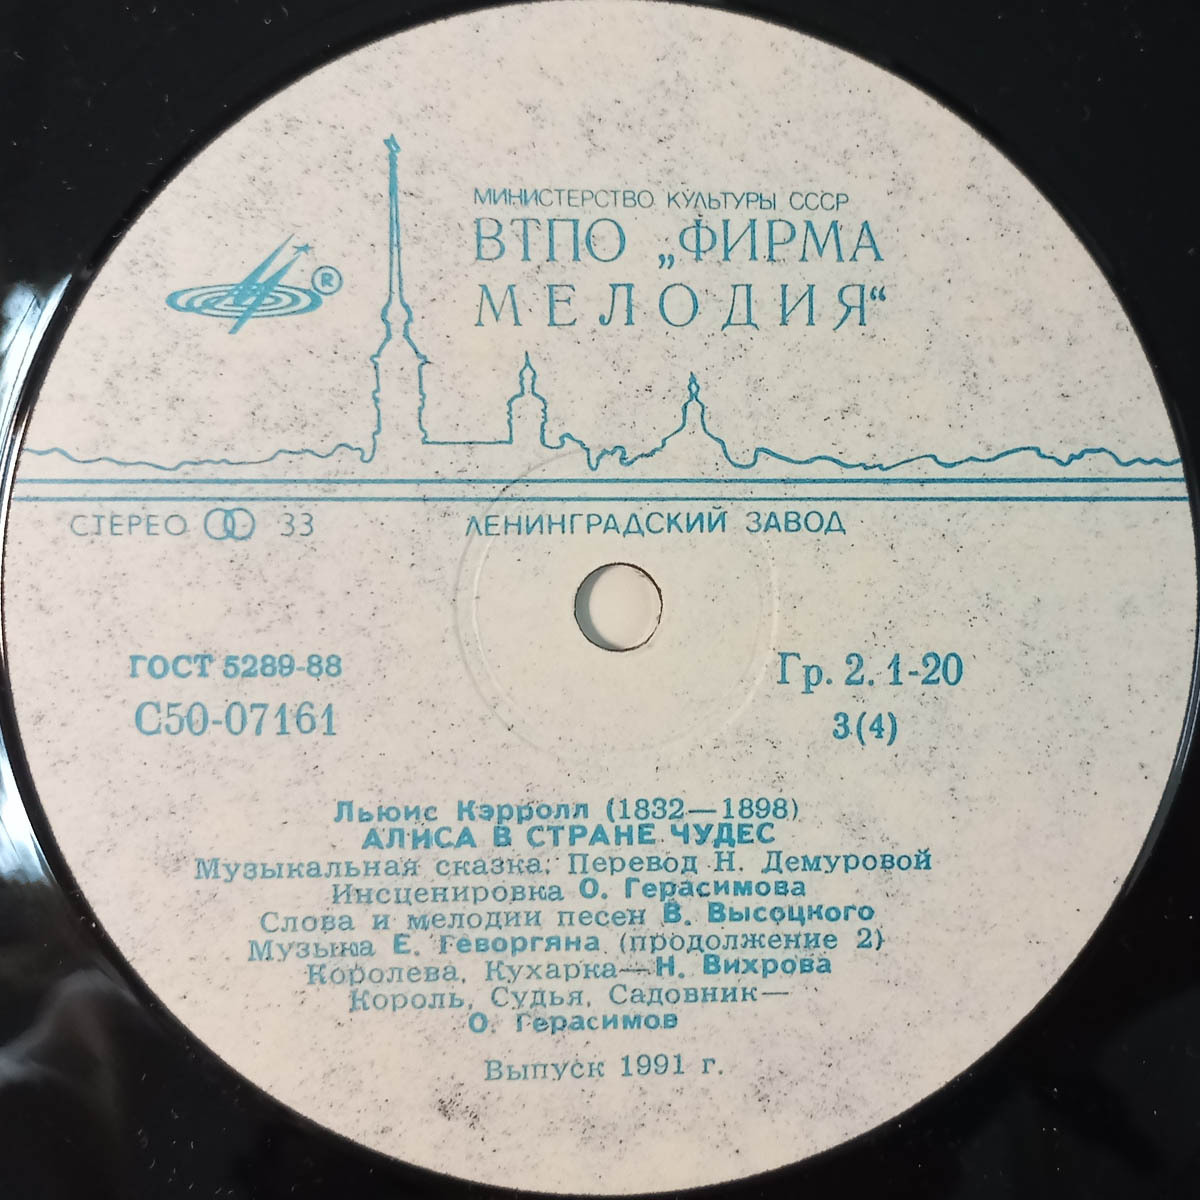 МИНИСТЕРСТВО КУЛЬТУРЫ СССР
ВТПО „ФИРМА
МЕЛОДИЯ“
®
СТЕРЕО 33
ЛЕНИНГРАДСКИЙ ЗАВОД
ГОСТ 5289-88
С50-07161
Гр. 2. 1-20
3(4)
Льюис Кэрролл (1832—1898)
АЛИСА В СТРАНЕ ЧУДЕС
Музыкальная сказка. Перевод Н. Демуровой
Инсценировка О. Герасимова
Слова и мелодии песен В. Высоцкого
Музыка Е. Геворгяна (продолжение 2)
Королева, Кухарка—Н. Вихрова
Король, Судья, Садовник—
О. Герасимов
Выпуск 1991 г.